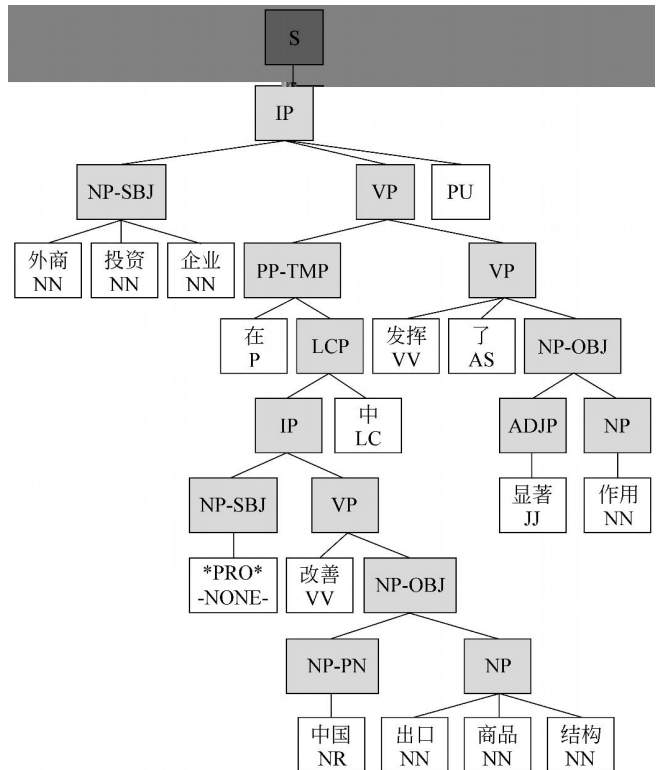 S
IP
NP-SBJ
VP
PU
外商
NN
投资
NN
企业
NN
PP-TMP
VP
在
P
LCP
发挥
VV
了
AS
NP-OBJ
IP
中
LC
ADJP
NP
NP-SBJ
VP
显著
JJ
作用
NN
*PRO*
-NONE-
改善
VV
NP-OBJ
NP-PN
NP
中国
NR
出口
NN
商品
NN
结构
NN